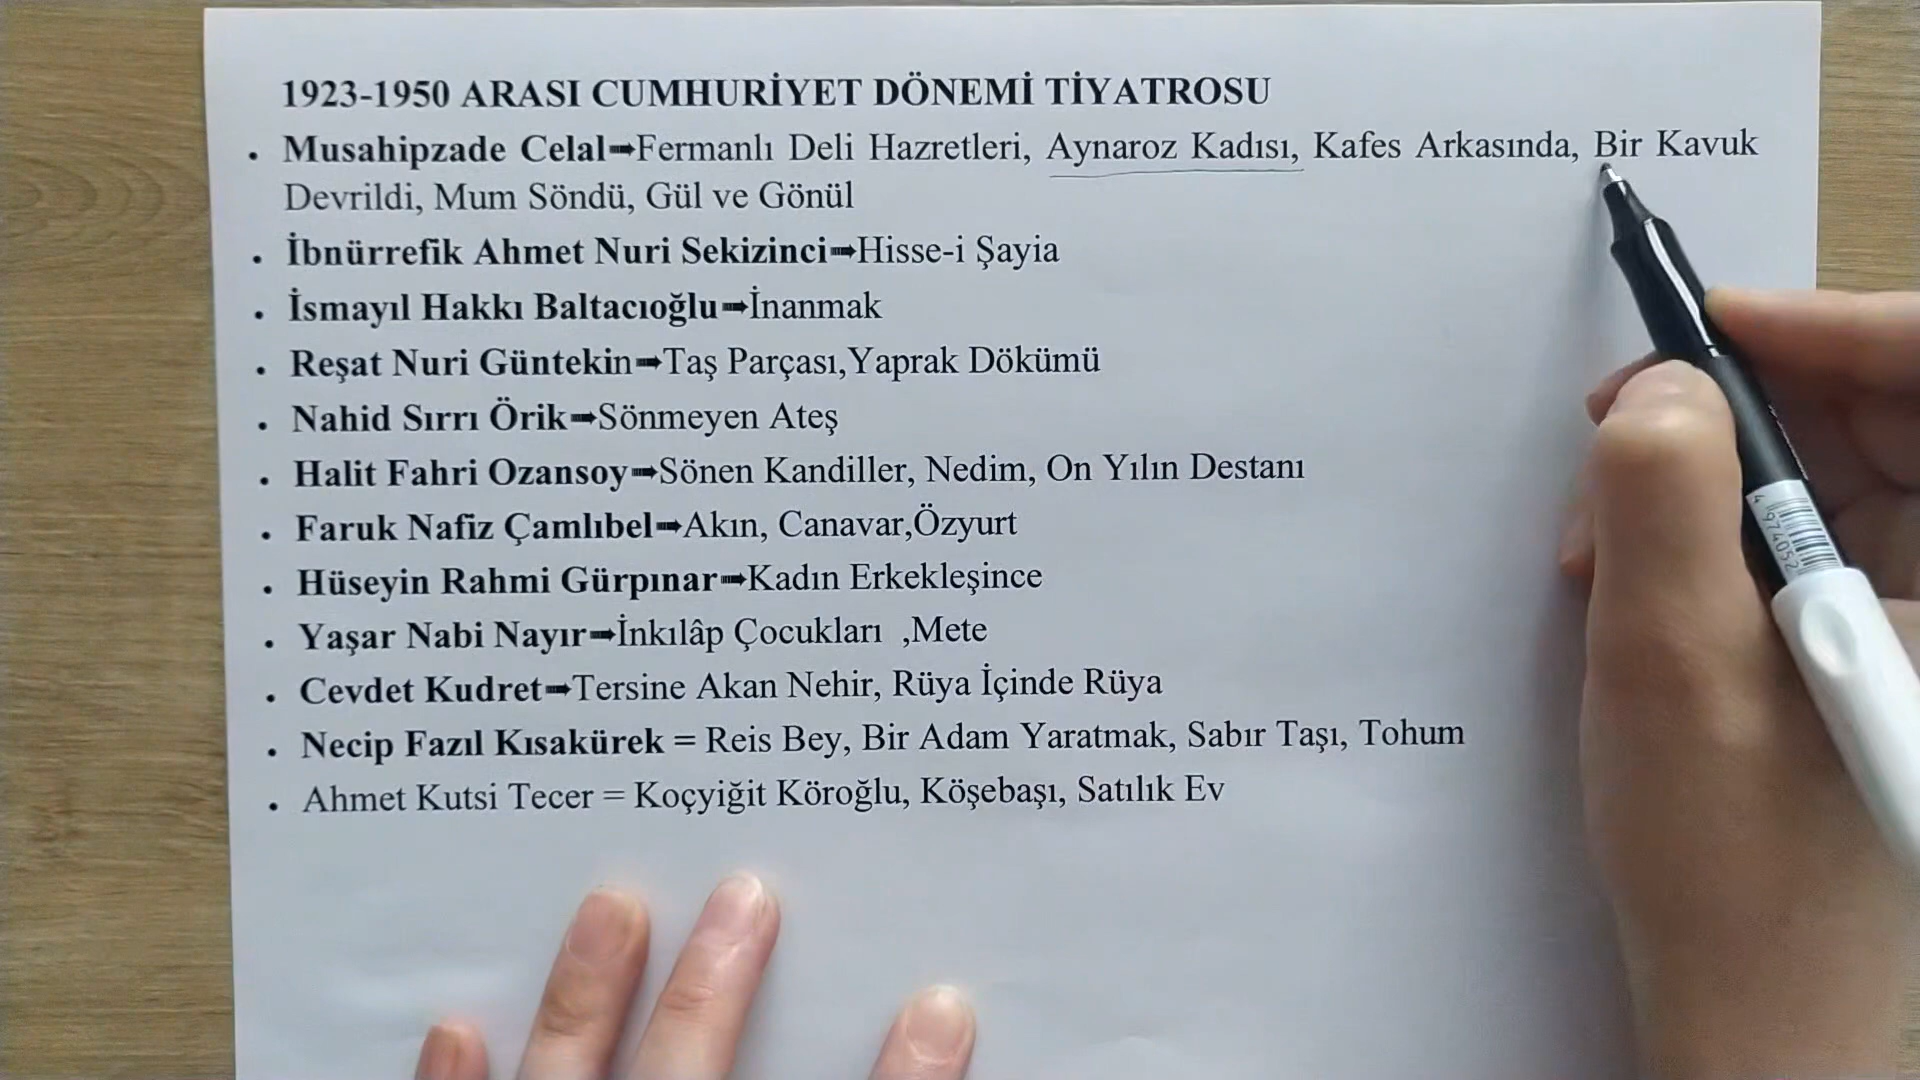 1923-1950 ARASI CUMHURİYET DÖNEMİ TİYATROSU
• Musahipzade Celal➡Fermanlı Deli Hazretleri, Aynaroz Kadısı, Kafes Arkasında, Bir Kavuk
Devrildi, Mum Söndü, Gül ve Gönül
• İbnürrefik Ahmet Nuri Sekizinci➡Hisse-i Şayia
• İsmayıl Hakkı Baltacıoğlu➡İnanmak
• Reşat Nuri Güntekin➡Taş Parçası,Yaprak Dökümü
• Nahid Sırrı Örik➡Sönmeyen Ateş
• Halit Fahri Ozansoy➡Sönen Kandiller, Nedim, On Yılın Destanı
• Faruk Nafiz Çamlıbel➡Akın, Canavar,Özyurt
• Hüseyin Rahmi Gürpınar➡Kadın Erkekleşince
• Yaşar Nabi Nayır➡İnkılâp Çocukları ,Mete
• Cevdet Kudret➡Tersine Akan Nehir, Rüya İçinde Rüya
• Necip Fazıl Kısakürek = Reis Bey, Bir Adam Yaratmak, Sabır Taşı, Tohum
• Ahmet Kutsi Tecer = Koçyiğit Köroğlu, Köşebaşı, Satılık Ev
4 974052